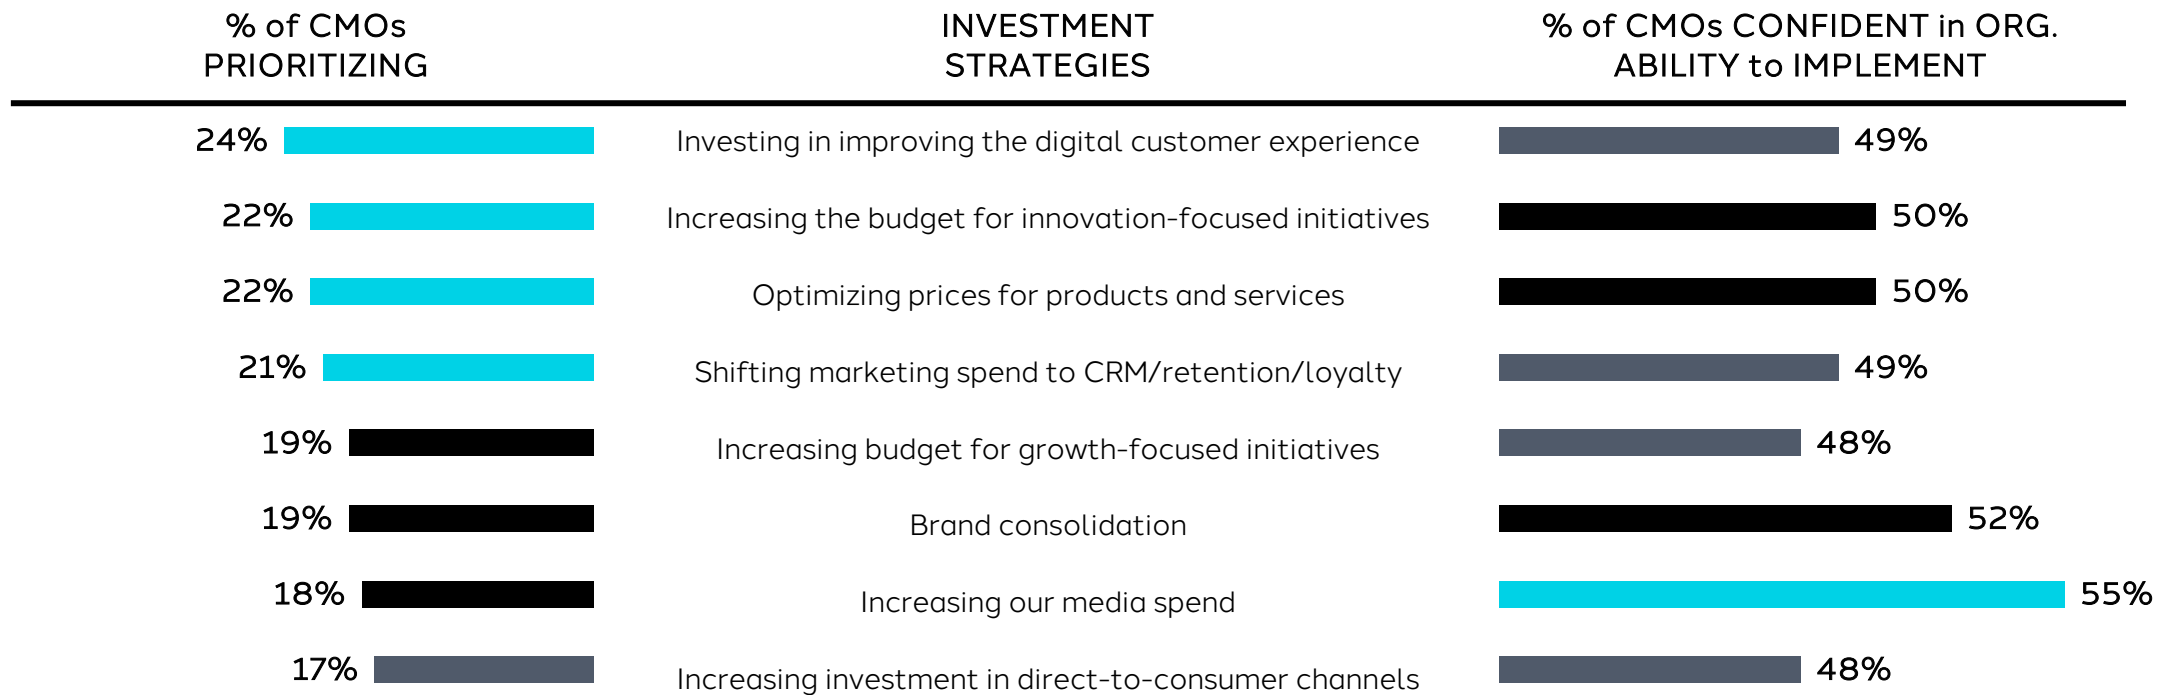 % of CMOs
PRIORITIZING
INVESTMENT
STRATEGIES
% of CMOs CONFIDENT in ORG.
ABILITY to IMPLEMENT
24% Investing in improving the digital customer experience 49%
22% Increasing the budget for innovation-focused initiatives 50%
22% Optimizing prices for products and services 50%
21% Shifting marketing spend to CRM/retention/loyalty 49%
19% Increasing budget for growth-focused initiatives 48%
19% Brand consolidation 52%
18% Increasing our media spend 55%
17% Increasing investment in direct-to-consumer channels 48%